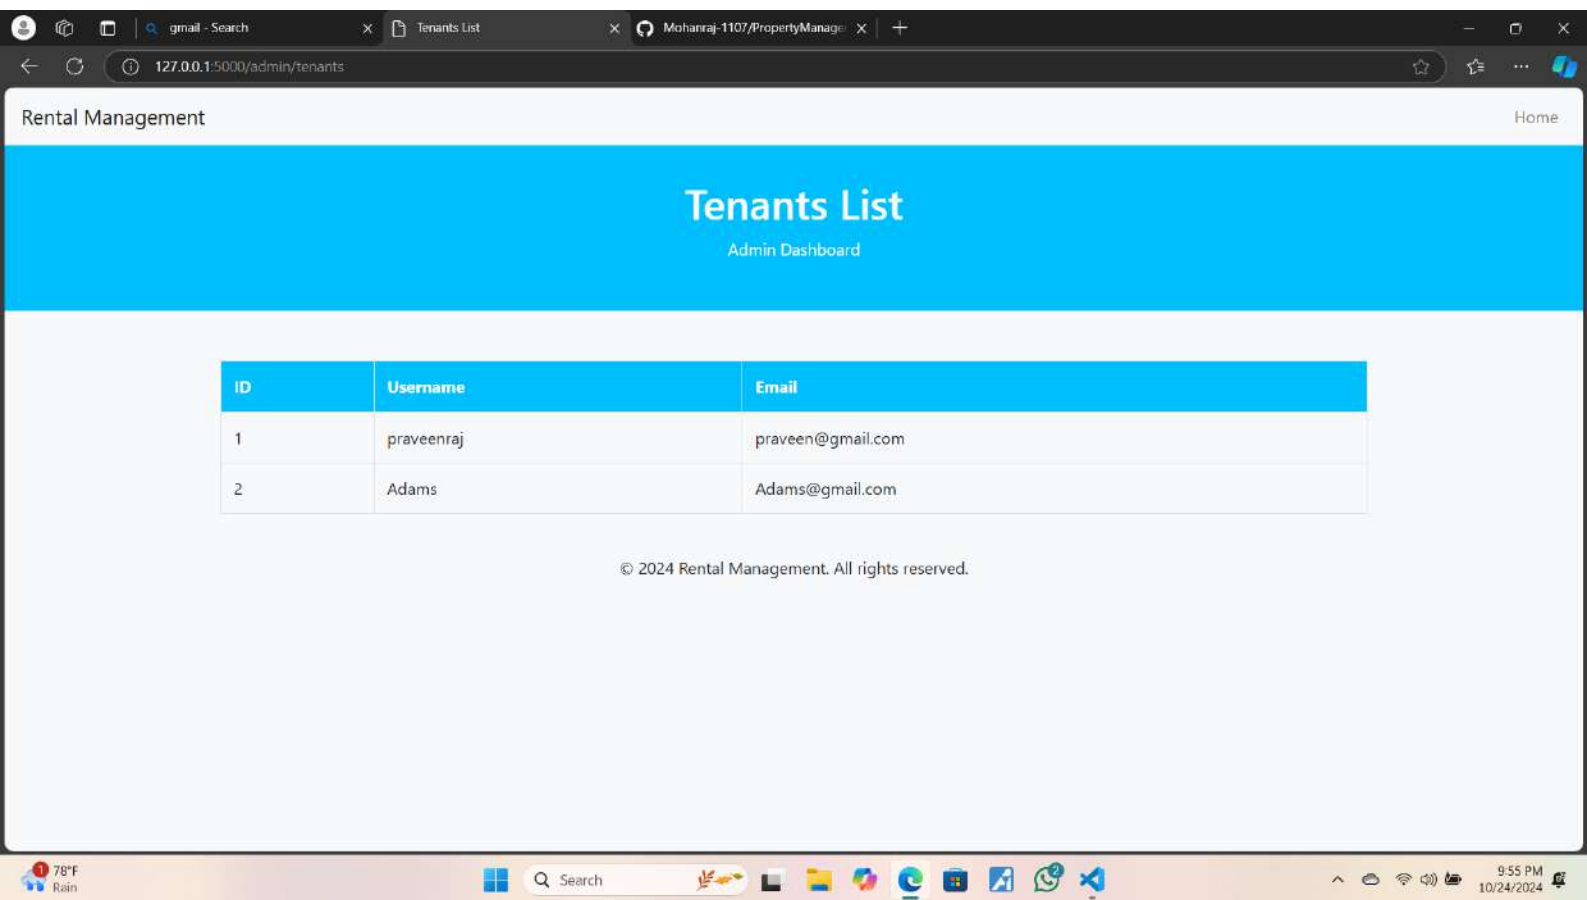 gmail - Search
Tenants List
Mohanraj-1107/PropertyManage
127.0.0.1:5000/admin/tenants
Rental Management
Home
Tenants List
Admin Dashboard
ID Username Email
1 praveenraj praveen@gmail.com
2 Adams Adams@gmail.com
© 2024 Rental Management. All rights reserved.
1
78°F
Rain
Search
2
9:55 PM
10/24/2024